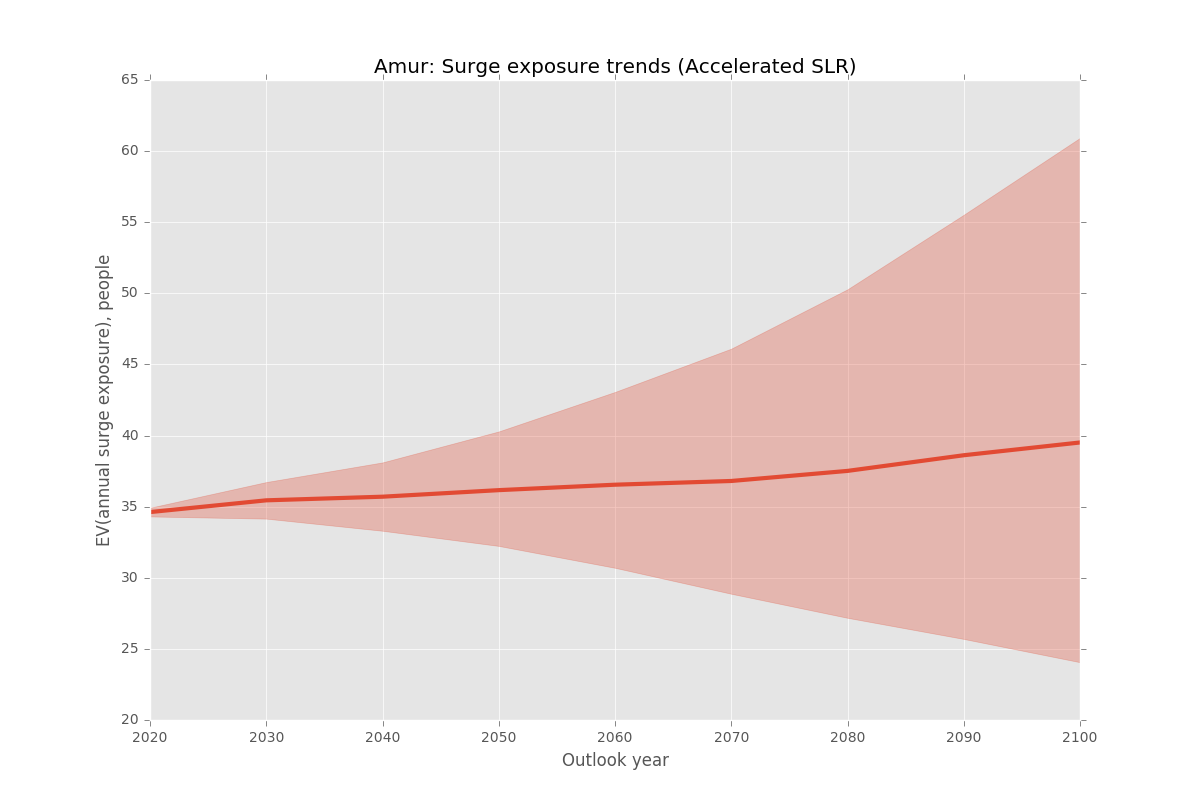 Amur: Surge exposure trends (Accelerated SLR)
EV(annual surge exposure), people
65
60
55
50
45
40
35
30
25
20
2020 2030 2040 2050 2060 2070 2080 2090 2100
Outlook year